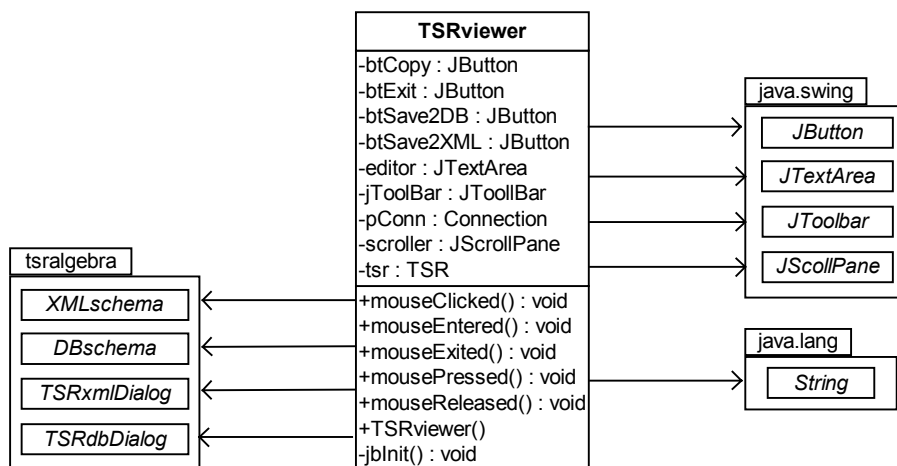 TSRviewer
-btCopy : JButton
-btExit : JButton
-btSave2DB : JButton
-btSave2XML : JButton
-editor : JTextArea
-jToolBar : JToollBar
-pConn : Connection
-scroller : JScrollPane
-tsr : TSR
+mouseClicked() : void
+mouseEntered() : void
+mouseExited() : void
+mousePressed() : void
+mouseReleased() : void
+TSRviewer()
-jbInit() : void
tsralgebra
XMLschema
DBschema
TSRxmlDialog
TSRdbDialog
java.swing
JButton
JTextArea
JToolbar
JScollPane
java.lang
String